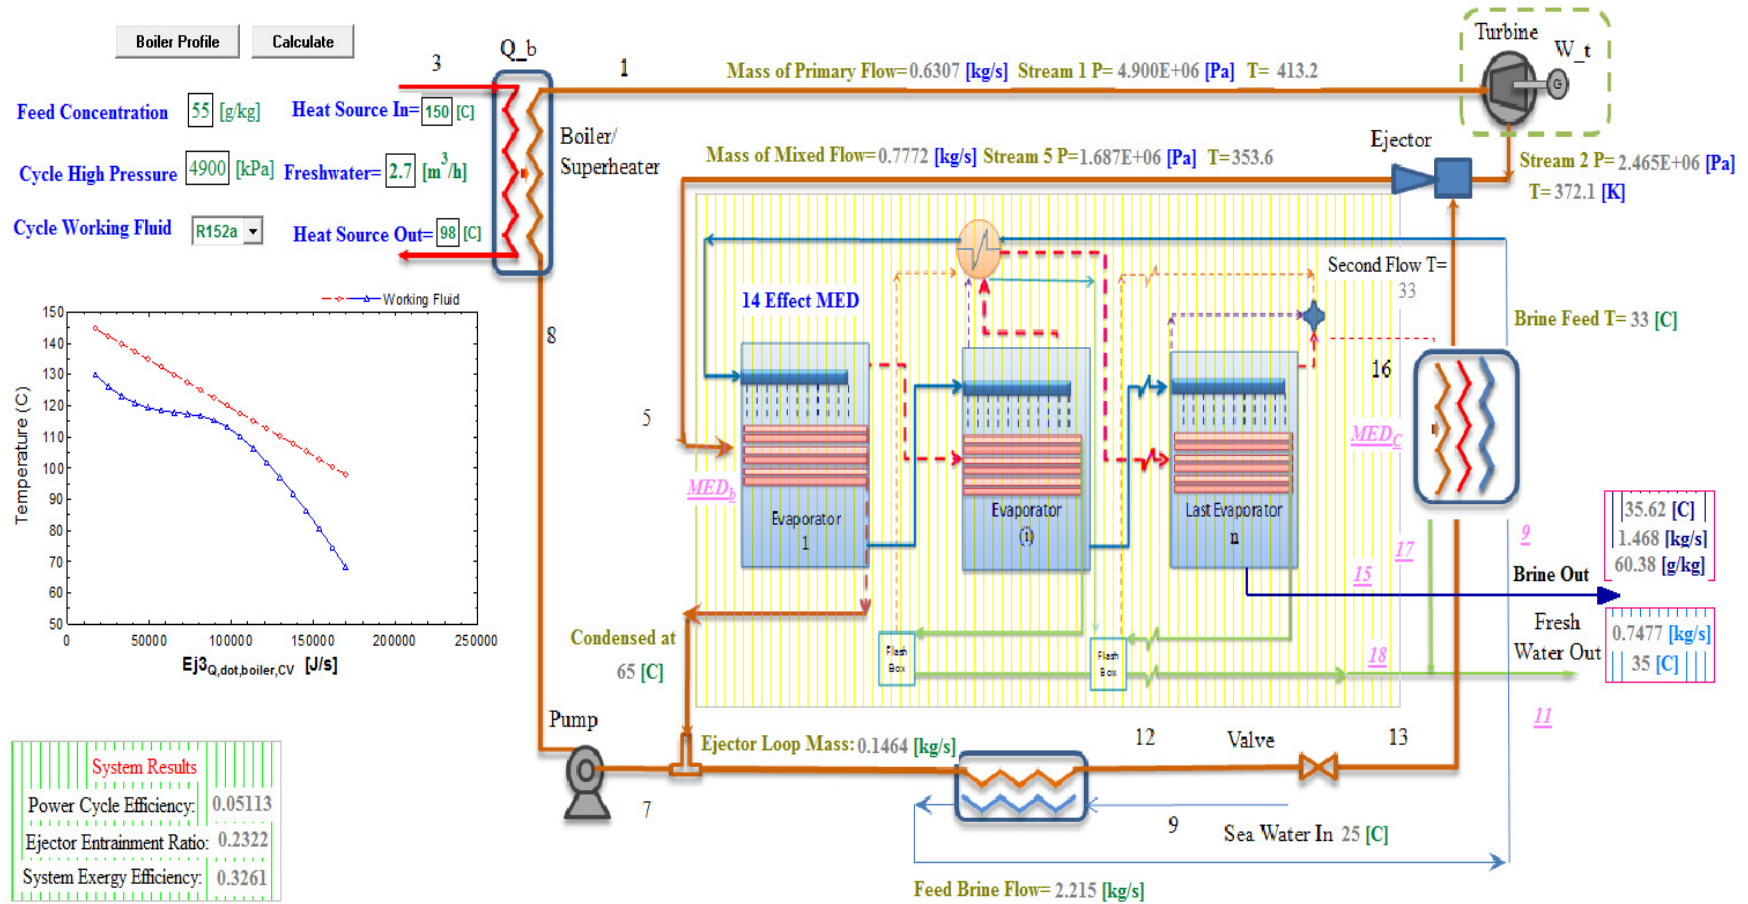 Boiler Profile
Calculate
Feed Concentration 55 [g/kg]
Heat Source In= 150 [C]
Cycle High Pressure 4900 [kPa]
Freshwater= 2.7 [m^3/h]
Cycle Working Fluid R152a
Heat Source Out= 98 [C]
3
Q_b
1
Boiler/
Superheater
Mass of Primary Flow= 0.6307 [kg/s] Stream 1 P= 4.900E+06 [Pa] T= 413.2
Turbine
W_t
G
Ejector
Mass of Mixed Flow= 0.7772 [kg/s] Stream 5 P= 1.687E+06 [Pa] T= 353.6
Stream 2 P= 2.465E+06 [Pa]
T= 372.1 [K]
Second Flow T=
33
Brine Feed T= 33 [C]
14 Effect MED
8
5
16
MED_b
MED_C
Evaporator
1
Evaporator
(i)
Last Evaporator
n
Working Fluid
Temperature (C)
150
140
130
120
110
100
90
80
70
60
50
0
50000
100000
150000
200000
250000
Ej3Q,dot,boiler,CV [J/s]
35.62 [C]
1.468 [kg/s]
60.38 [g/kg]
9
17
15
Brine Out
Fresh
Water Out
0.7477 [kg/s]
35 [C]
18
11
Flash
Box
Flash
Box
Condensed at
65 [C]
Pump
7
Ejector Loop Mass: 0.1464 [kg/s]
12
Valve
13
9
Sea Water In 25 [C]
Feed Brine Flow= 2.215 [kg/s]
System Results
Power Cycle Efficiency: 0.05113
Ejector Entrainment Ratio: 0.2322
System Exergy Efficiency: 0.3261